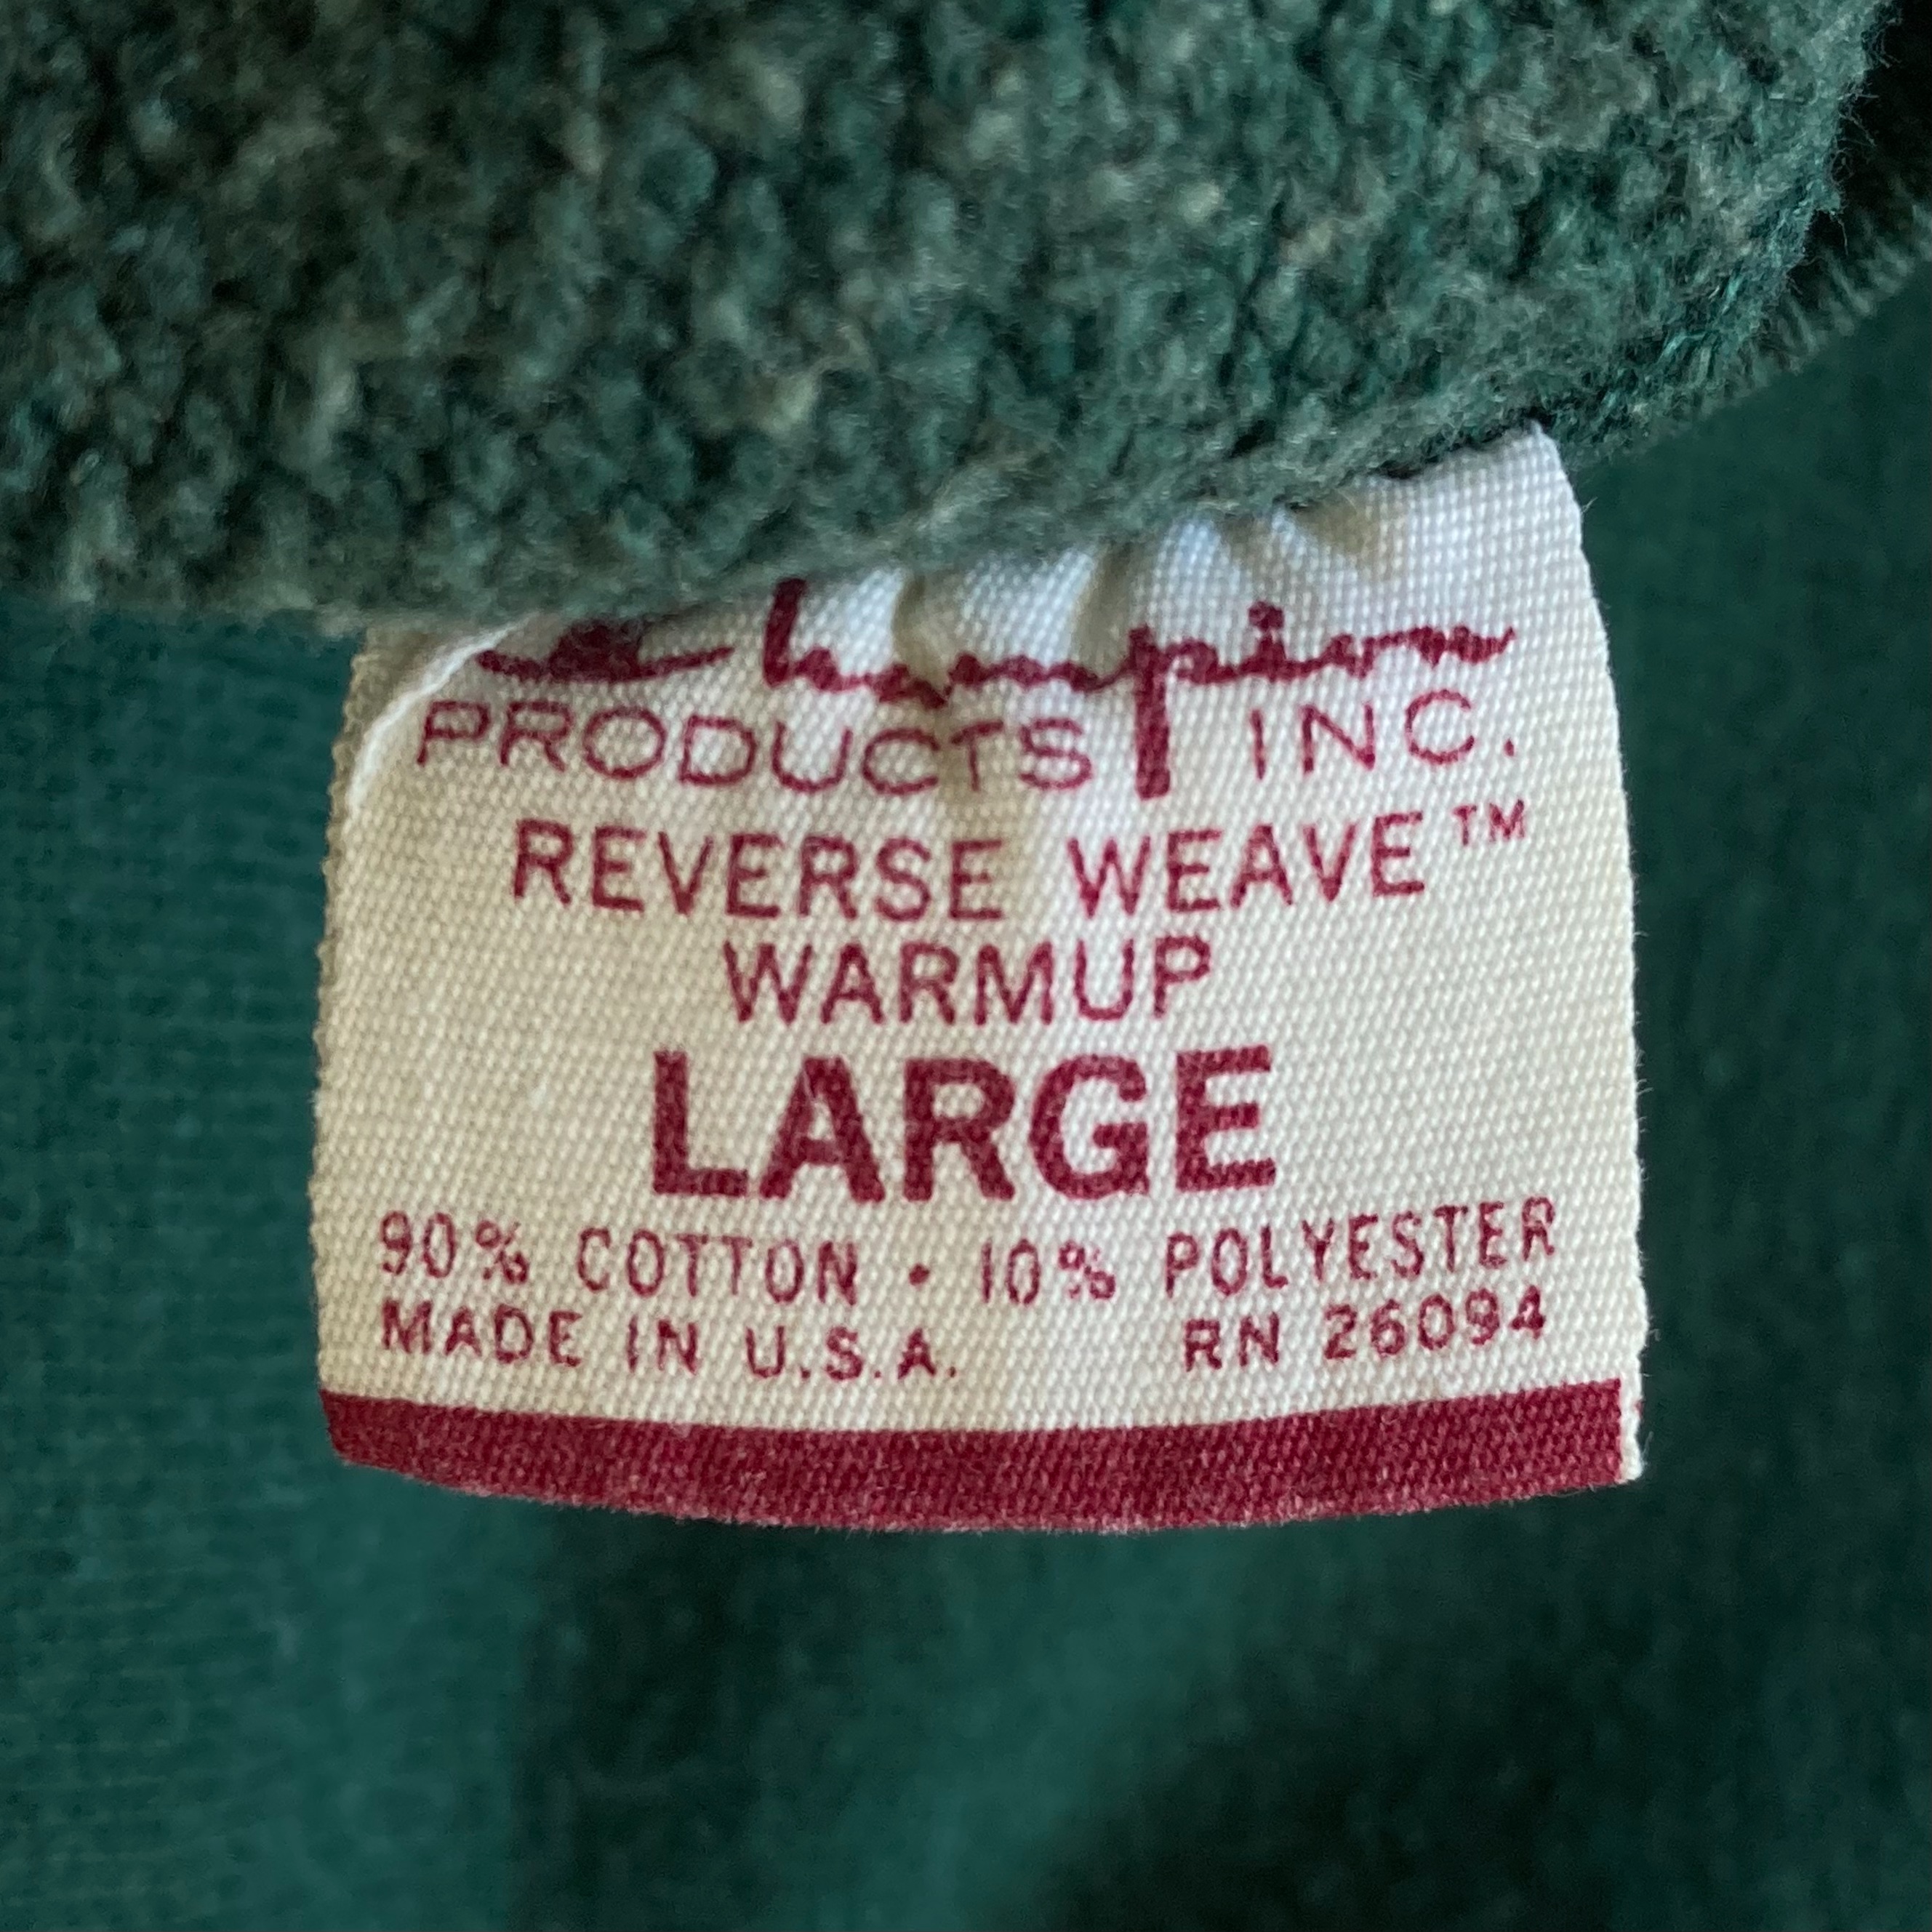 Champion
PRODUCTS INC.
REVERSE WEAVE™
WARMUP
LARGE
90% COTTON • 10% POLYESTER
MADE IN U.S.A. RN 26094